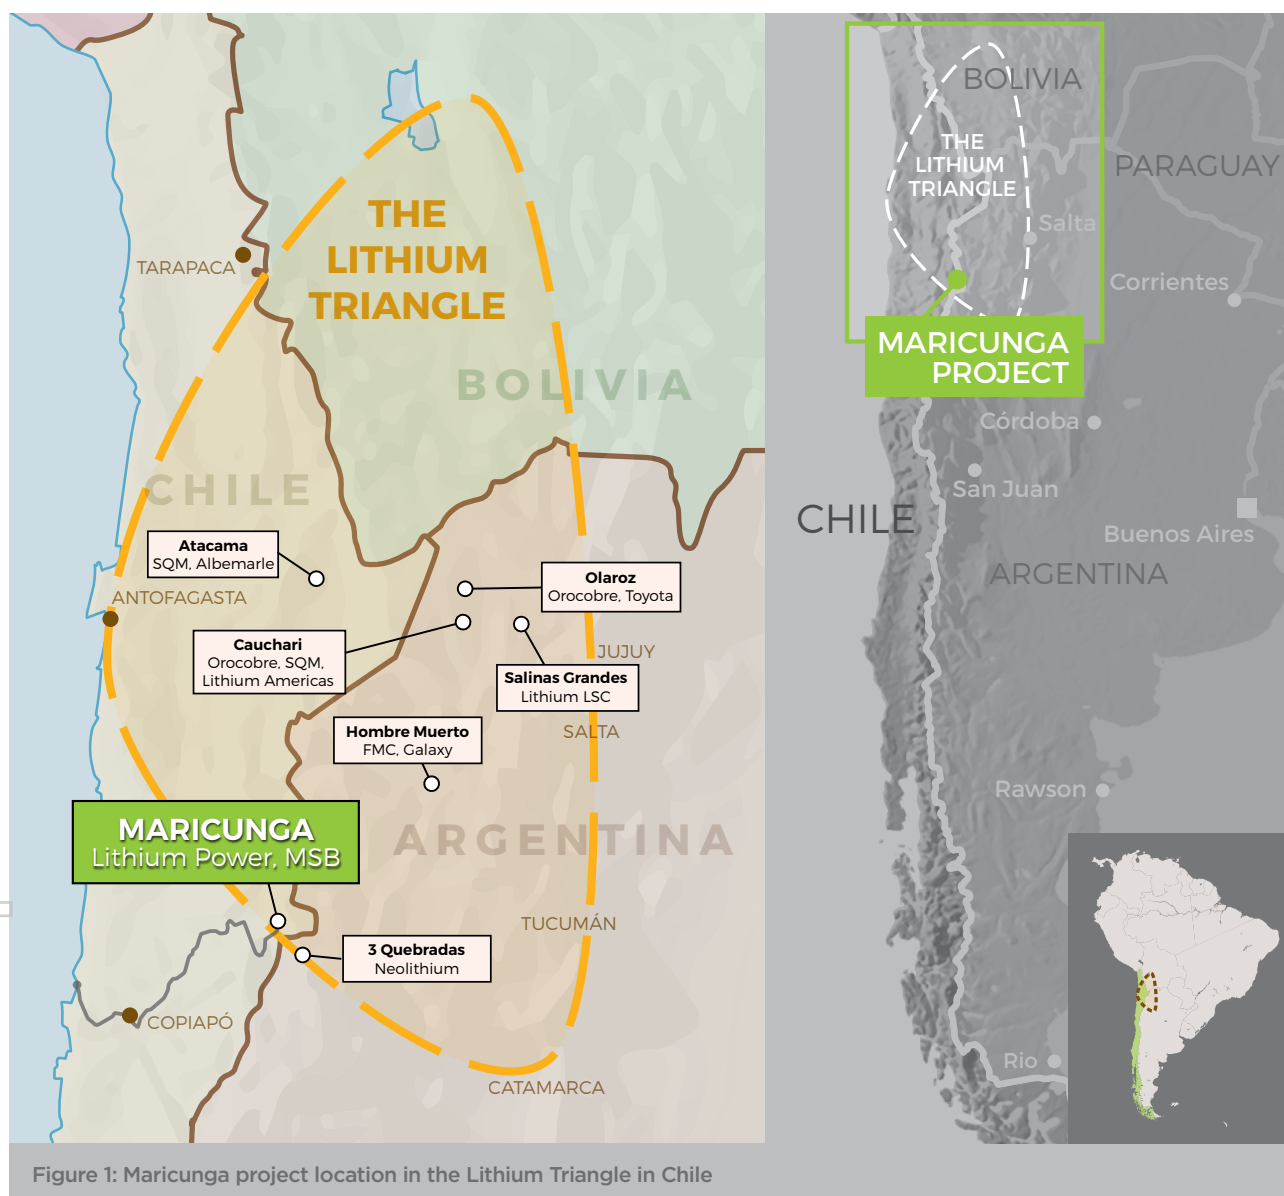 THE
LITHIUM
TRIANGLE
TARAPACA
BOLIVIA
CHILE
Atacama
SQM, Albemarle
ANTOFAGASTA
Olaroz
Orocobre, Toyota
Cauchari
Orocobre, SQM,
Lithium Americas
JUJUY
Salinas Grandes
Lithium LSC
SALTA
Hombre Muerto
FMC, Galaxy
MARICUNGA
Lithium Power, MSB
ARGENTINA
TUCUMÁN
3 Quebradas
Neolithium
COPIAPÓ
CATAMARCA
BOLIVIA
THE
LITHIUM
TRIANGLE
PARAGUAY
Salta
Corrientes
MARICUNGA
PROJECT
Córdoba
San Juan
CHILE
Buenos Aires
ARGENTINA
Rawson
Rio
Figure 1: Maricunga project location in the Lithium Triangle in Chile